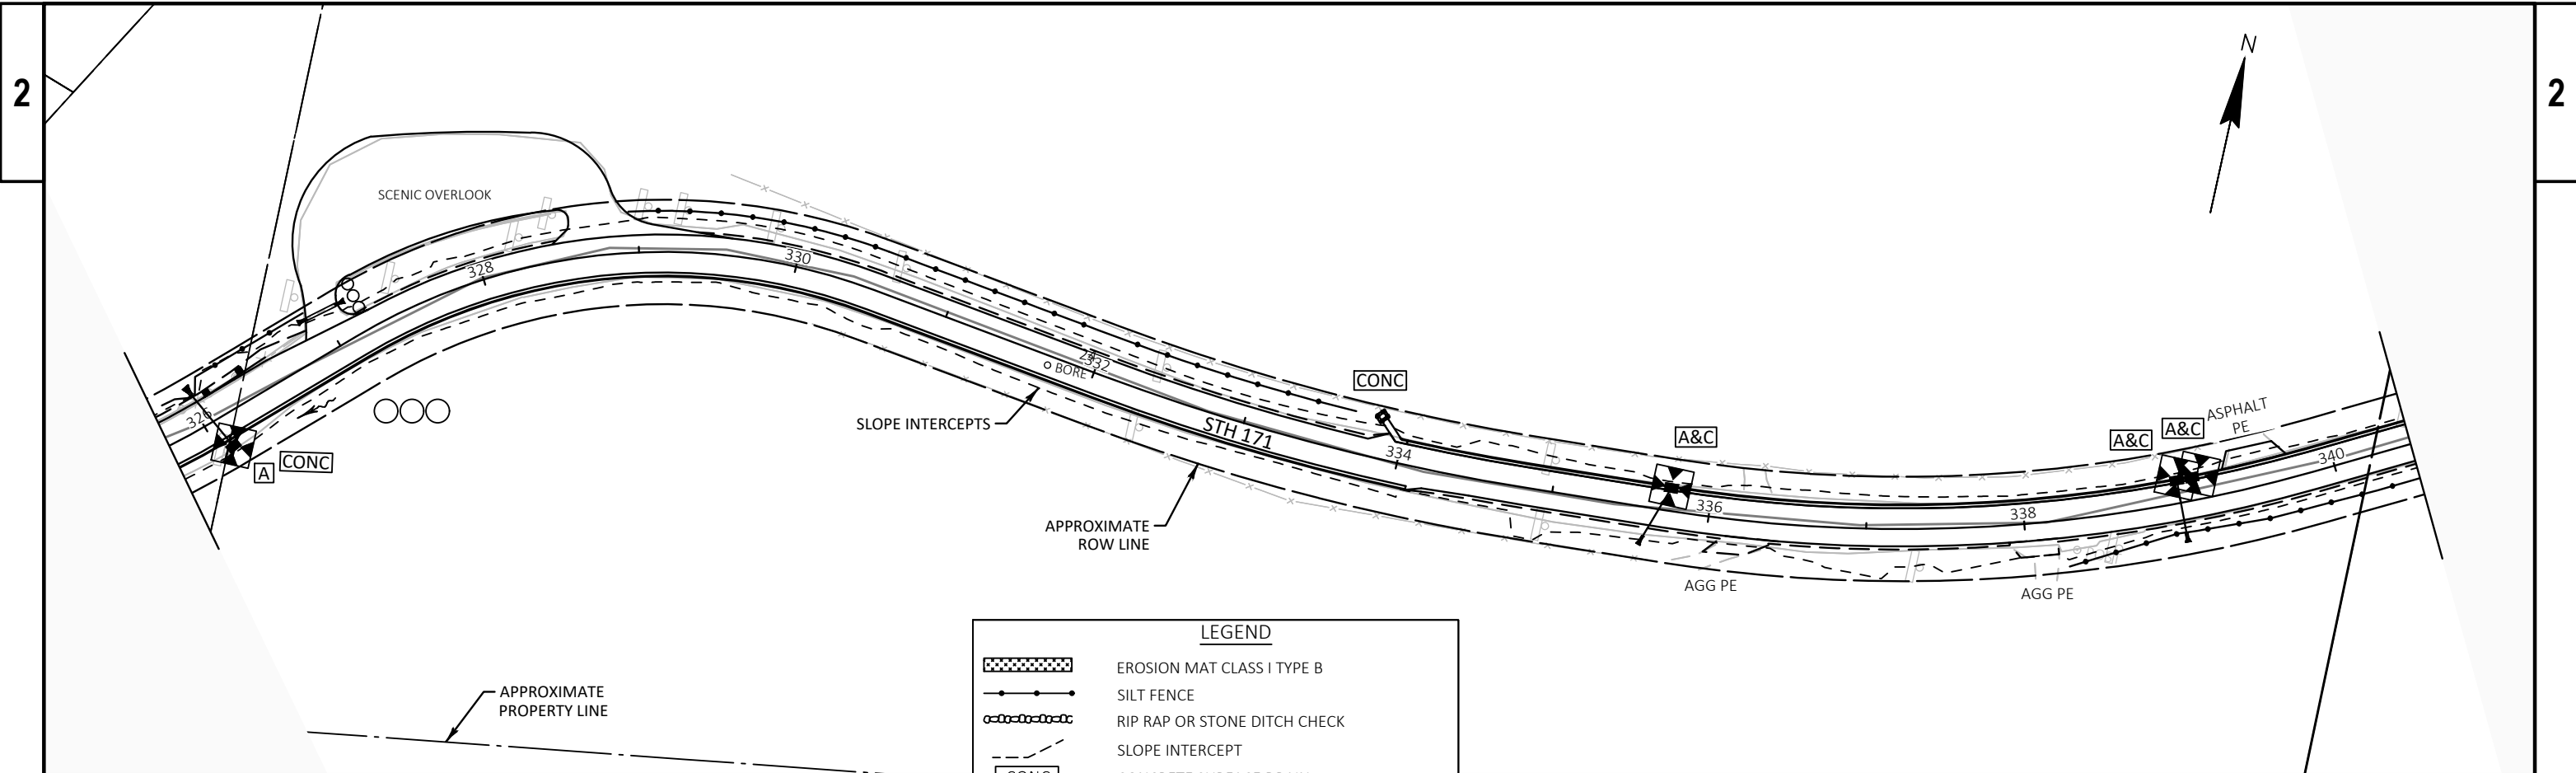 2
2
N
SCENIC OVERLOOK
328
330
326
332
BORE
CONC
SLOPE INTERCEPTS
STH 171
334
A&C
A&C
A&C
ASPHALT
PE
340
336
338
A
CONC
APPROXIMATE
ROW LINE
AGG PE
AGG PE
LEGEND
EROSION MAT CLASS I TYPE B
SILT FENCE
RIP RAP OR STONE DITCH CHECK
SLOPE INTERCEPT
APPROXIMATE
PROPERTY LINE